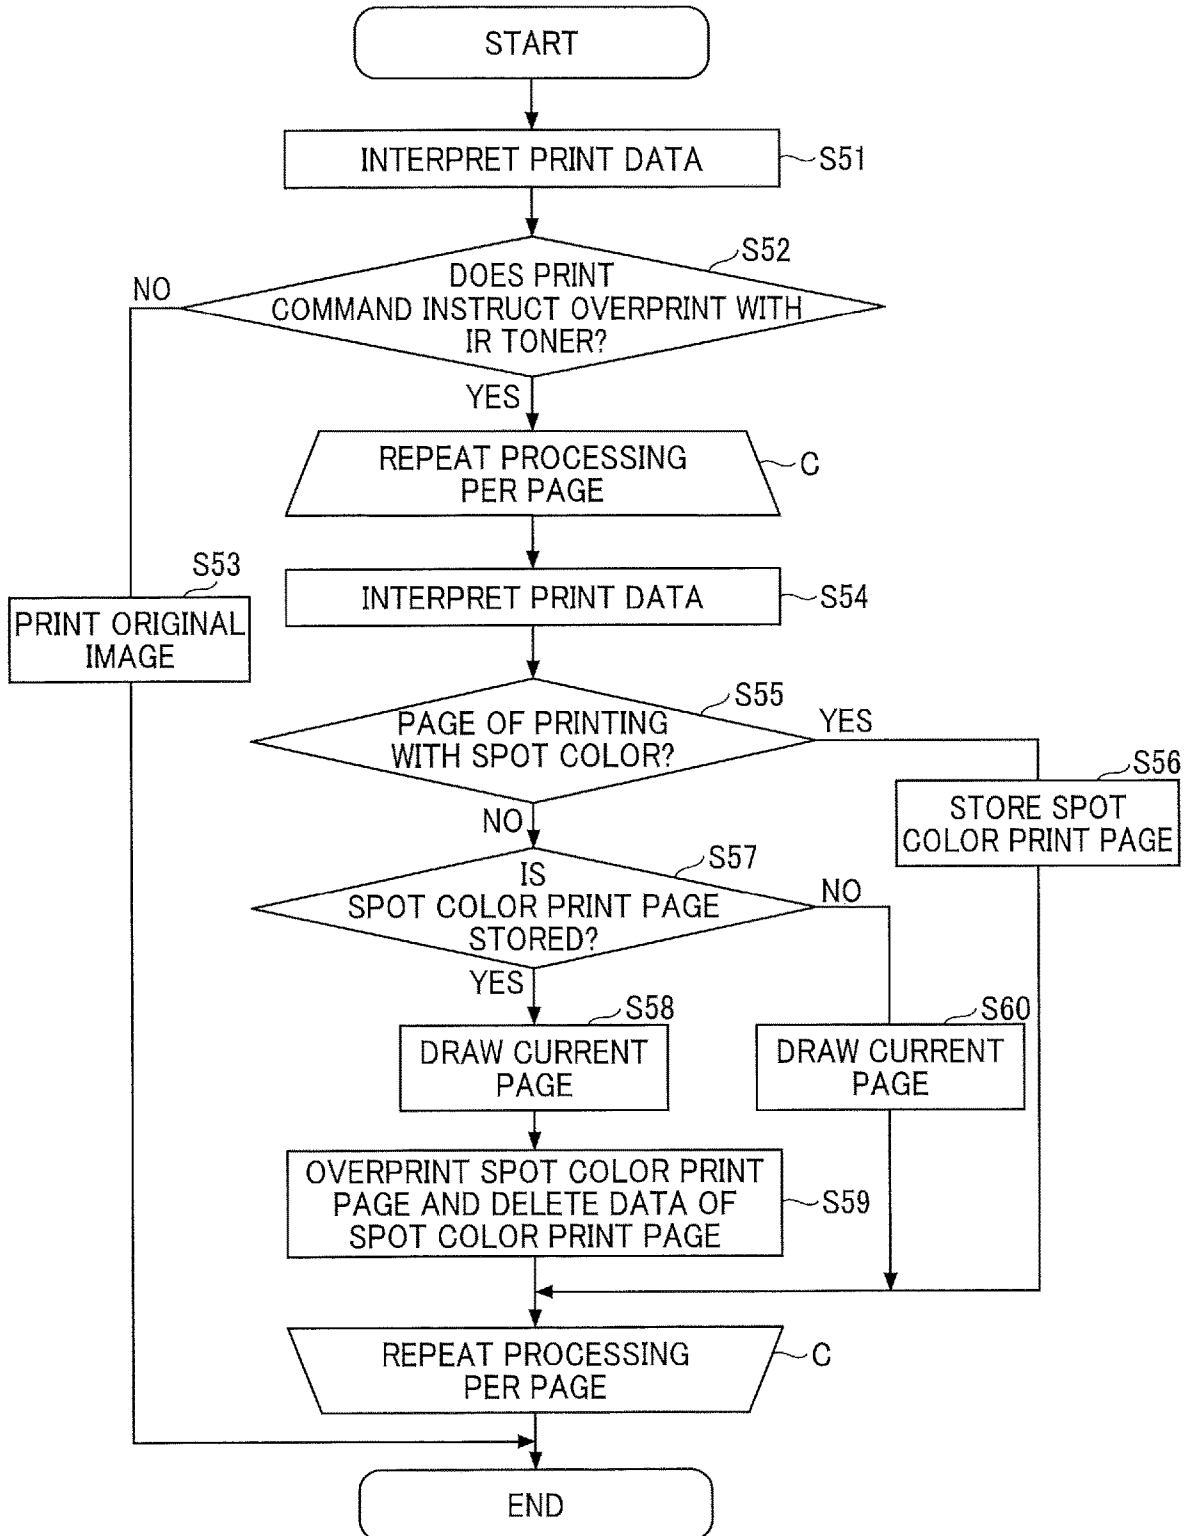 START
INTERPRET PRINT DATA
S51
S52
DOES PRINT
COMMAND INSTRUCT OVERPRINT WITH
IR TONER?
NO
YES
REPEAT PROCESSING
PER PAGE
C
S53
PRINT ORIGINAL
IMAGE
INTERPRET PRINT DATA
S54
S55
PAGE OF PRINTING
WITH SPOT COLOR?
YES
S56
STORE SPOT
COLOR PRINT PAGE
NO
S57
IS
SPOT COLOR PRINT PAGE
STORED?
NO
YES
S58
DRAW CURRENT
PAGE
S60
DRAW CURRENT
PAGE
OVERPRINT SPOT COLOR PRINT
PAGE AND DELETE DATA OF
SPOT COLOR PRINT PAGE
S59
REPEAT PROCESSING
PER PAGE
C
END